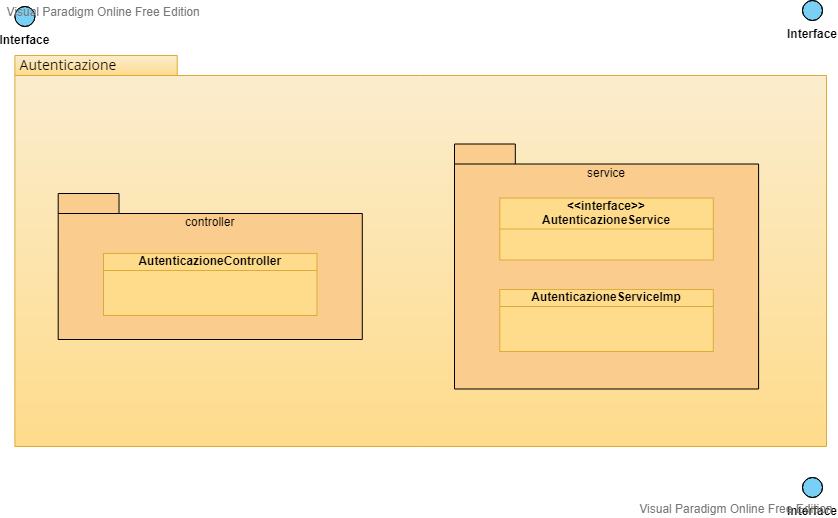 Visual Paradigm Online Free Edition
Interface
Interface
Autenticazione
service
<<interface>>
AutenticazioneService
controller
AutenticazioneController
AutenticazioneServiceImp
Visual Paradigm Online Free Edition
Interface